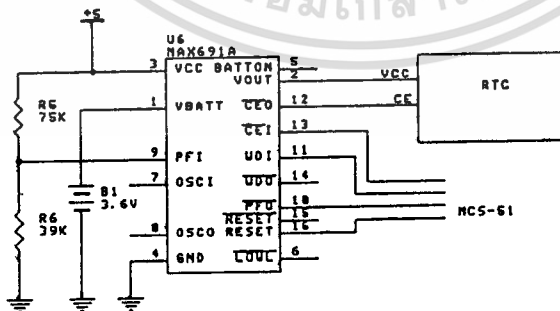 +5
U6
MAX691A
3 VCC BATTON 5
VOUT 2 VCC
RTC
1 VBATT CEO 12 CE
R5
75K
CEI 13
9 PFI WDI 11
7 OSCI WDO 14
B1
3.6V
PFO 10
MCS-51
RESET 15
R6
39K
8 OSCO RESET 16
4 GND LOWL 6